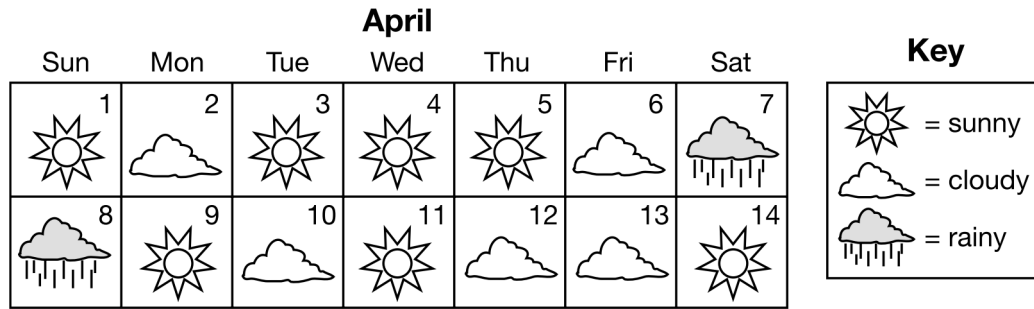 April
Sun Mon Tue Wed Thu Fri Sat
1 2 3 4 5 6 7
8 9 10 11 12 13 14
Key
= sunny
= cloudy
= rainy